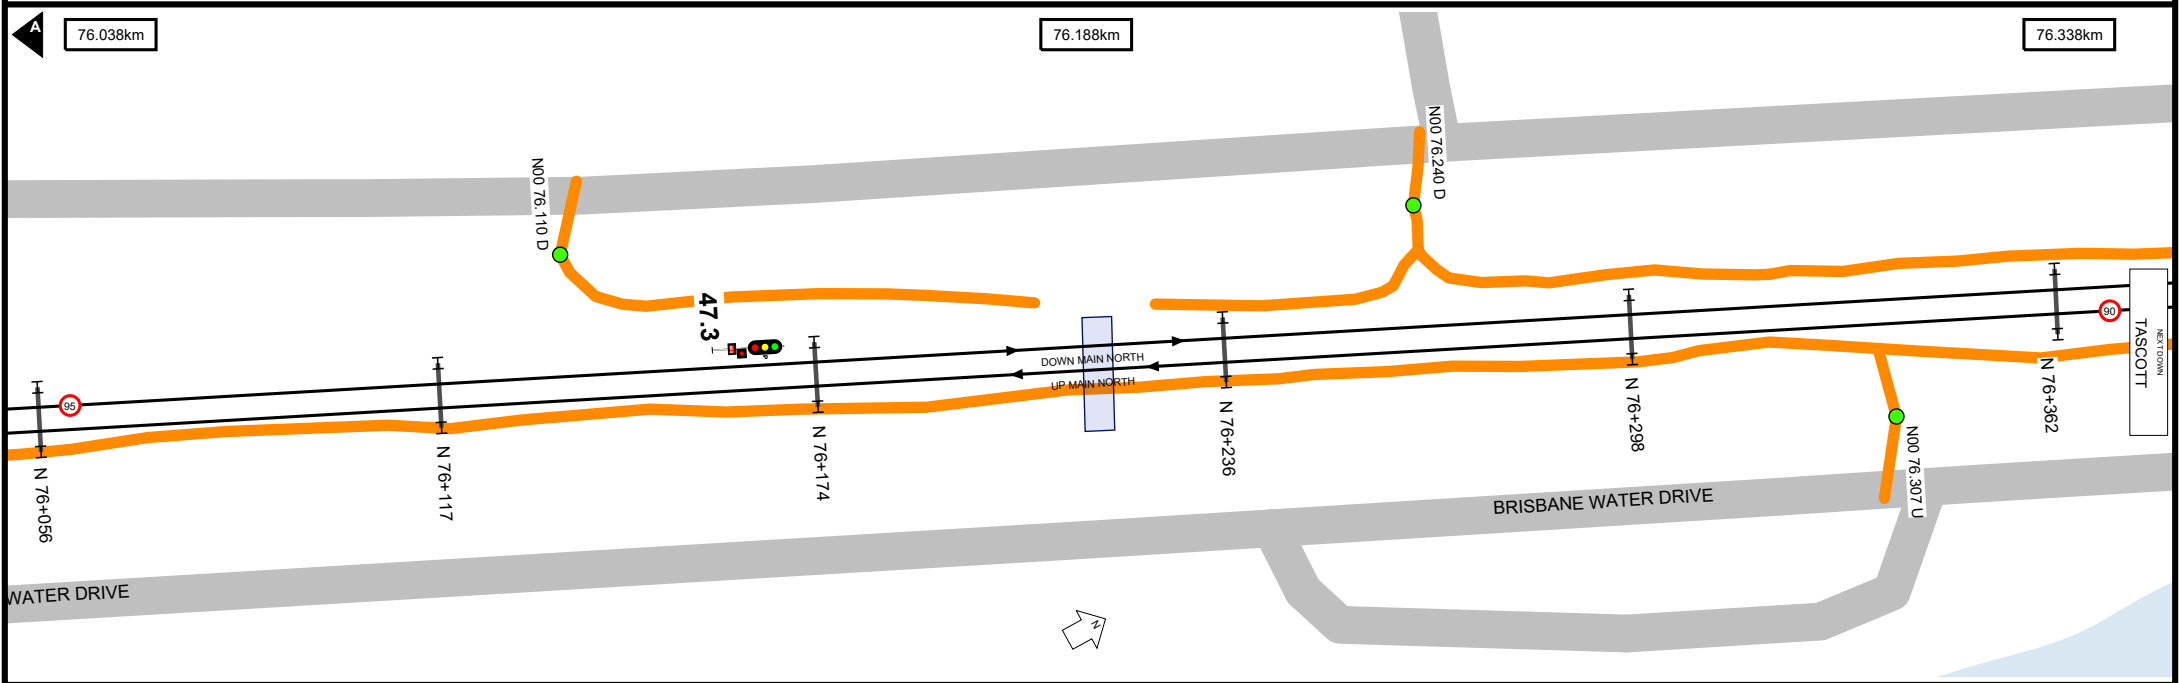 A
76.038km
76.188km
76.338km
N00 76.110 D
N00 76.240 D
47.3
DOWN MAIN NORTH
UP MAIN NORTH
95
90
NEXT DOWN
TASCOTT
N 76+056
N 76+117
N 76+174
N 76+236
N 76+298
N 76+362
N00 76.307 U
BRISBANE WATER DRIVE
WATER DRIVE
N